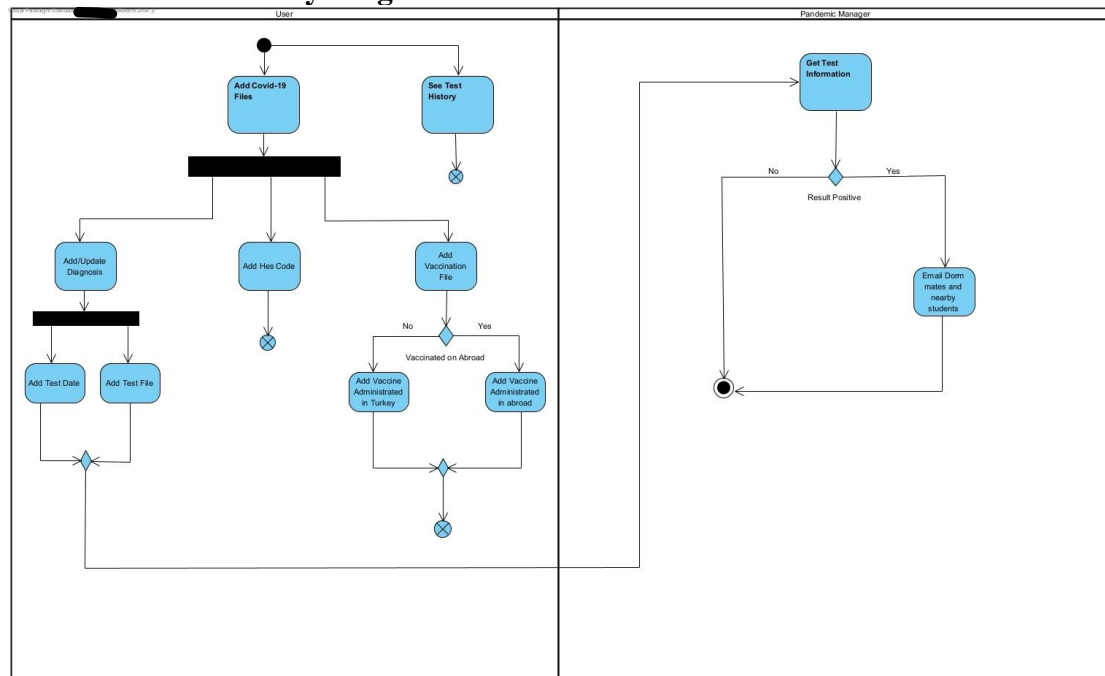 User
Pandemic Manager
Add Covid-19
Files
See Test
History
Get Test
Information
No
Yes
Result Positive
Add/Update
Diagnosis
Add Hes Code
Add
Vaccination
File
Email Dorm
mates and
nearby
students
No
Yes
Vaccinated on Abroad
Add Test Date
Add Test File
Add Vaccine
Administrated
in Turkey
Add Vaccine
Administrated
in abroad